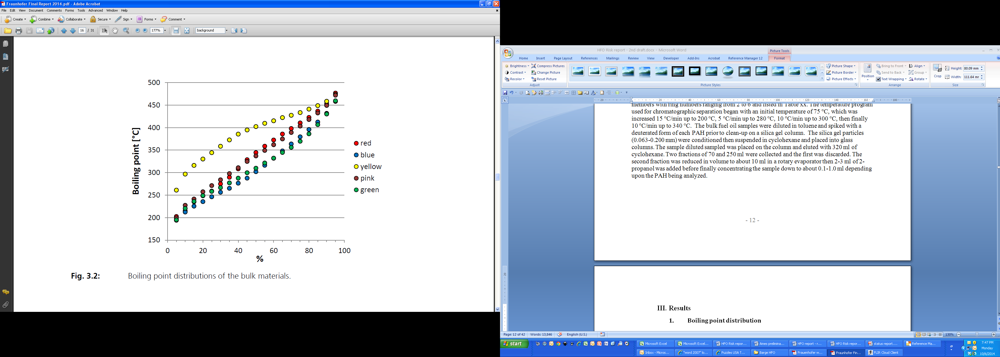 Fraunhofer Final Report 2014.pdf - Adobe Acrobat
File Edit View Document Comments Forms Tools Advanced Window Help
Create Combine Collaborate Secure Sign Forms Comment
16 / 31 177% background
500
450
400
350
300
250
200
150
0 20 40 60 80 100
Boiling point [°C]
%
red
blue
yellow
pink
green
Fig. 3.2: Boiling point distributions of the bulk materials.
HFO Risk report - 2nd draft.docx - Microsoft Word
Picture Tools
Home Insert Page Layout References Mailings Review View Developer Add-Ins Acrobat Reference Manager 12 Format
Brightness Compress Pictures
Contrast Change Picture
Recolor Reset Picture
Adjust
Picture Styles
Picture Shape
Picture Border
Picture Effects
Position
Bring to Front Align
Send to Back Group
Text Wrapping Rotate
Arrange
Crop
Height: 80.09 mm
Width: 111.64 mr
Size
20 20 40 60 80 100 120 140 160 180
members with ring numbers ranging from 2 to 6 and listed in Table xx. The temperature program
used for chromatographic separation began with an initial temperature of 75 °C, which was
increased 15 °C/min up to 200 °C, 5 °C/min up to 280 °C, 10 °C/min up to 300 °C, then finally
10 °C/min up to 340 °C. The bulk fuel oil samples were diluted in toluene and spiked with a
deuterated form of each PAH prior to clean-up on a silica gel column. The silica gel particles
(0.063-0.200 mm) were conditioned then suspended in cyclohexane and placed into glass
columns. The sample diluted sampled was placed on the column and eluted with 320 ml of
cyclohexane. Two fractions of 70 and 250 ml were collected and the first was discarded. The
second fraction was reduced in volume to about 10 ml in a rotary evaporator then 2-3 ml of 2-
propanol was added before finally concentrating the sample down to about 0.1-1.0 ml depending
upon the PAH being analyzed.
- 12 -
III. Results
1. Boiling point distribution
Page: 12 of 42 Words: 13,846 English (U.S.) 130%
start
Microsoft Excel Microsoft Excel... HFO Risk repor... Ames prelimina... HFO report - r... HFO Risk repor... status report.... Reference Ma...
Inbox - Micros... "word 2007" lo... Puzzles USA T... Barge HFO Frauenhofer w... Fraunhofer Fin... FLIR Cloud Client
7:47 PM
Monday
10/6/2014